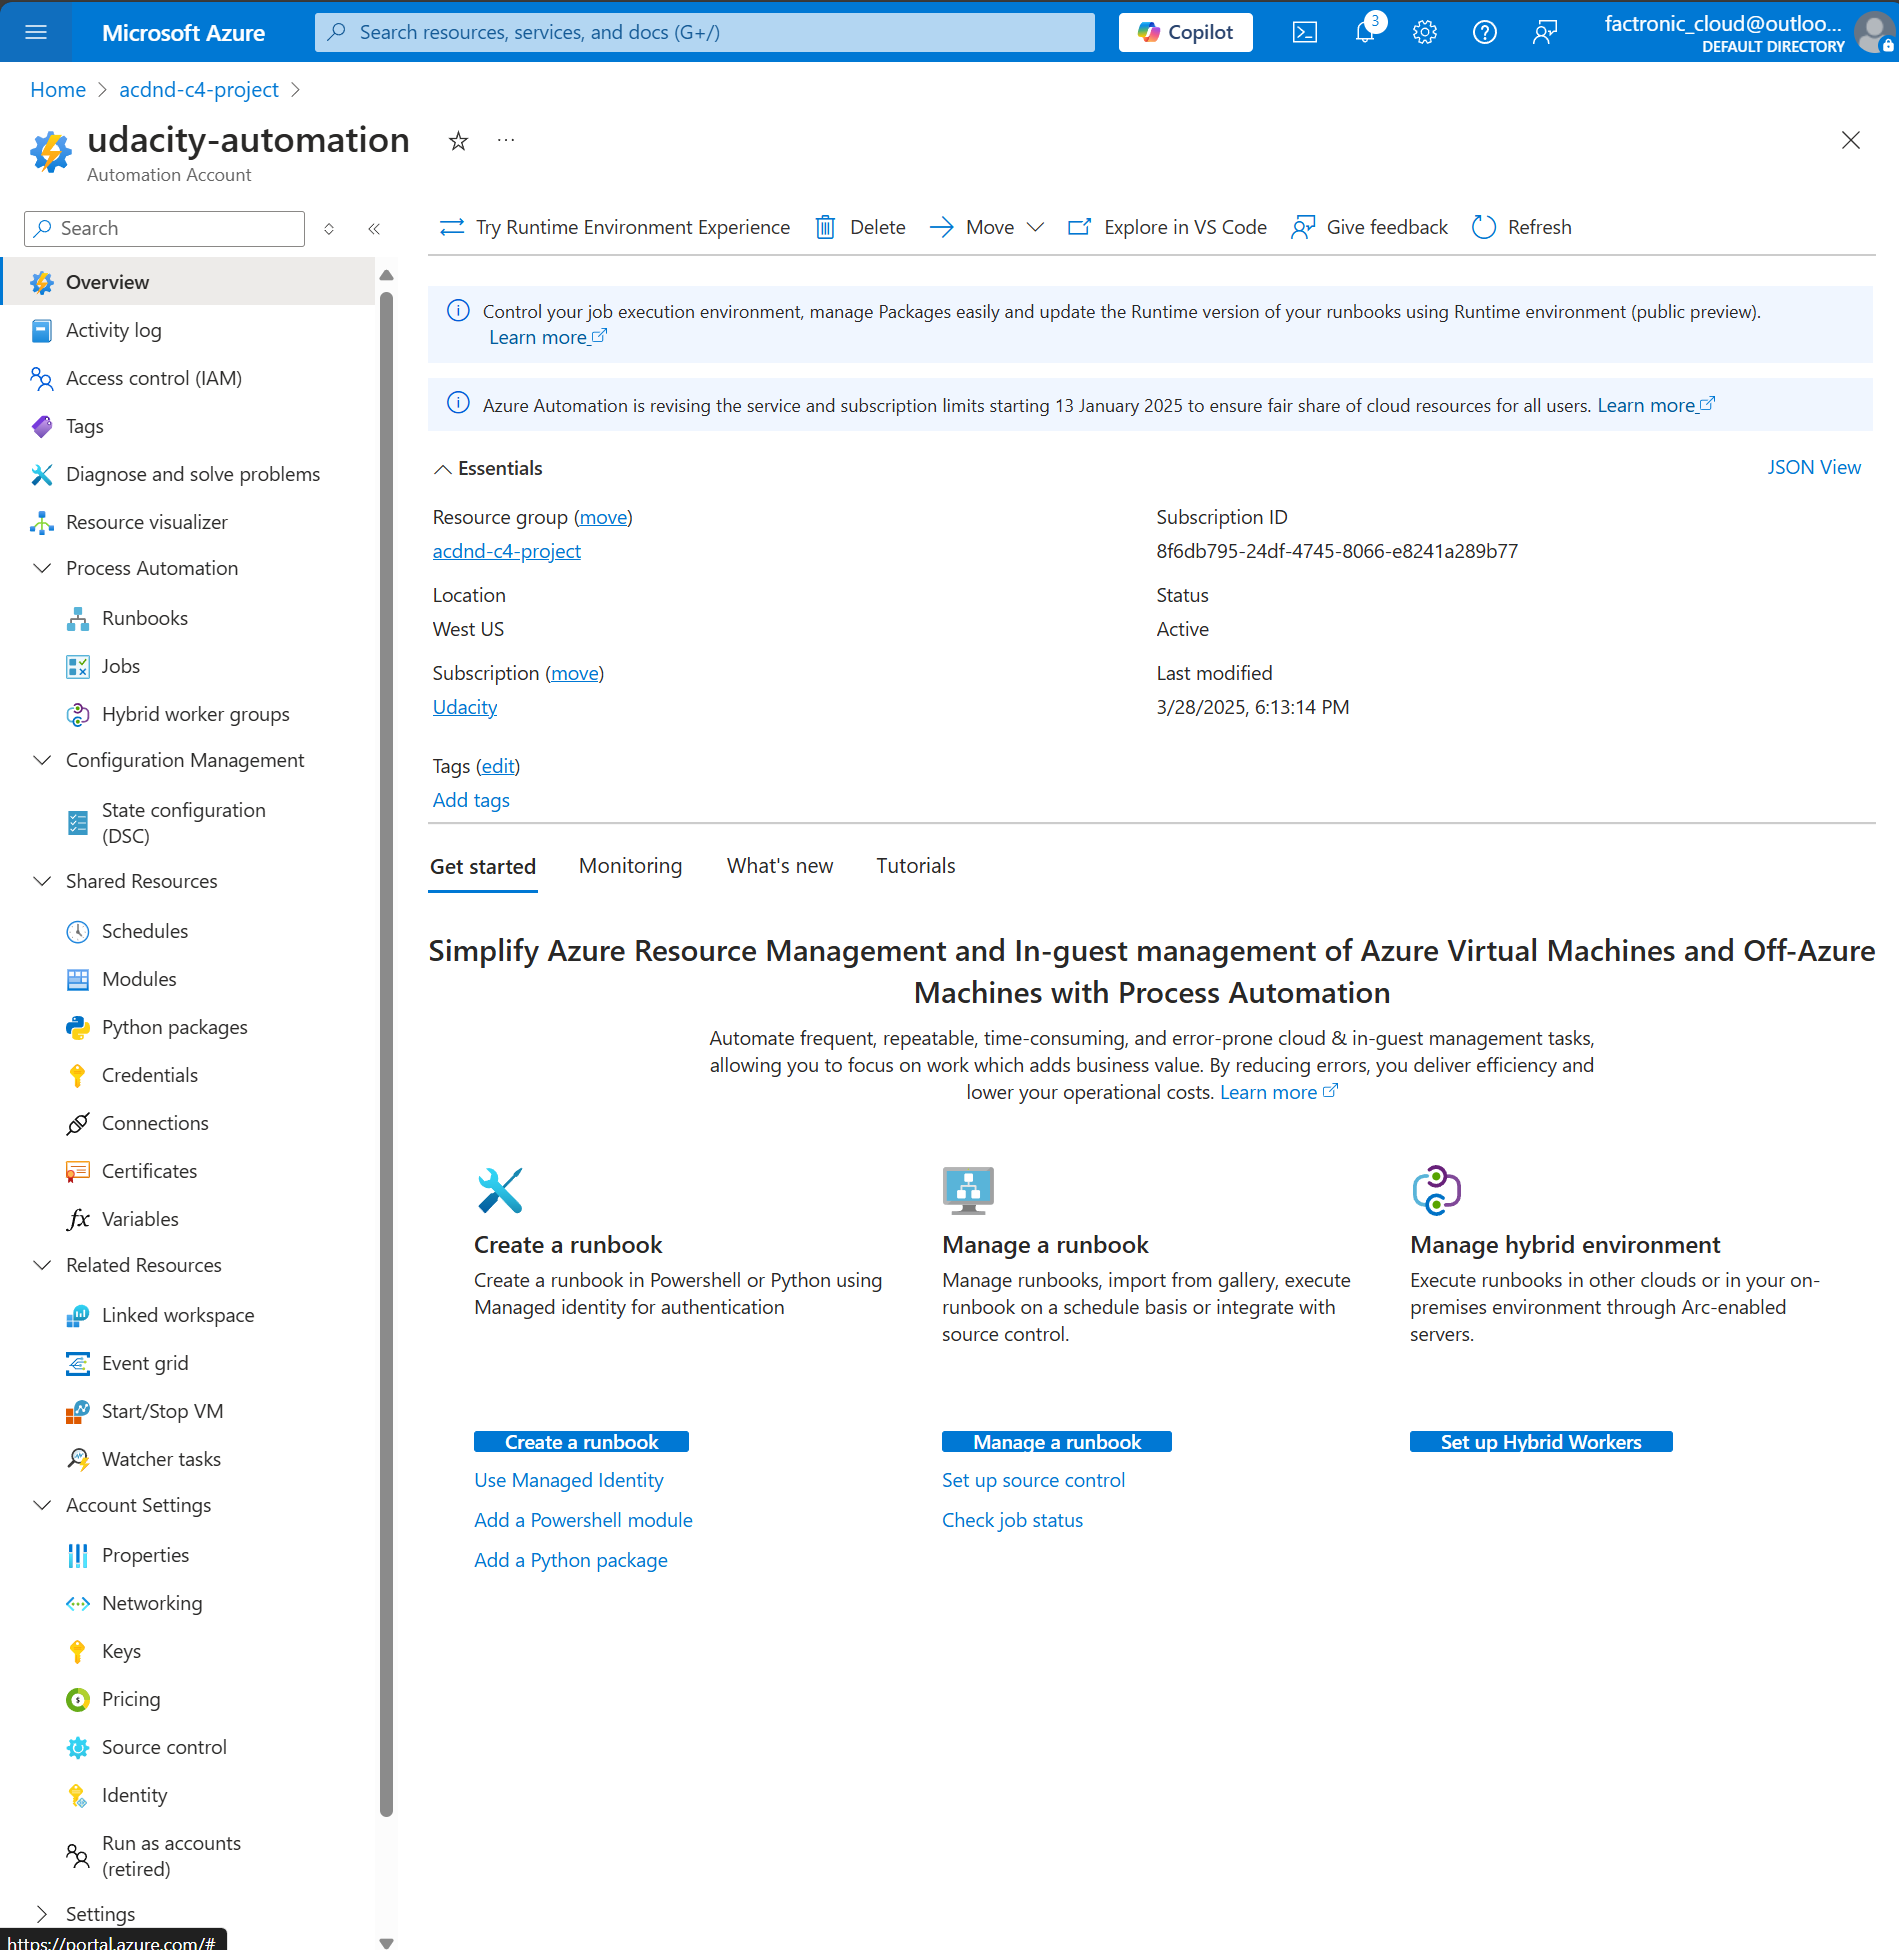 Microsoft Azure
Search resources, services, and docs (G+/)
Copilot
3
factronic_cloud@outloo...
DEFAULT DIRECTORY
Home
acdnd-c4-project
udacity-automation
Automation Account
Search
Try Runtime Environment Experience
Delete
Move
Explore in VS Code
Give feedback
Refresh
Overview
Activity log
Access control (IAM)
Tags
Diagnose and solve problems
Resource visualizer
Process Automation
Runbooks
Jobs
Hybrid worker groups
Configuration Management
State configuration
(DSC)
Shared Resources
Schedules
Modules
Python packages
Credentials
Connections
Certificates
Variables
Related Resources
Linked workspace
Event grid
Start/Stop VM
Watcher tasks
Account Settings
Properties
Networking
Keys
Pricing
Source control
Identity
Run as accounts
(retired)
Settings
https://portal.azure.com/#
Control your job execution environment, manage Packages easily and update the Runtime version of your runbooks using Runtime environment (public preview).
Learn more
Azure Automation is revising the service and subscription limits starting 13 January 2025 to ensure fair share of cloud resources for all users. Learn more
Essentials
JSON View
Resource group (move)
acdnd-c4-project
Location
West US
Subscription (move)
Udacity
Subscription ID
8f6db795-24df-4745-8066-e8241a289b77
Status
Active
Last modified
3/28/2025, 6:13:14 PM
Tags (edit)
Add tags
Get started
Monitoring
What's new
Tutorials
Simplify Azure Resource Management and In-guest management of Azure Virtual Machines and Off-Azure
Machines with Process Automation
Automate frequent, repeatable, time-consuming, and error-prone cloud & in-guest management tasks,
allowing you to focus on work which adds business value. By reducing errors, you deliver efficiency and
lower your operational costs. Learn more
Create a runbook
Create a runbook in Powershell or Python using
Managed identity for authentication
Create a runbook
Use Managed Identity
Add a Powershell module
Add a Python package
Manage a runbook
Manage runbooks, import from gallery, execute
runbook on a schedule basis or integrate with
source control.
Manage a runbook
Set up source control
Check job status
Manage hybrid environment
Execute runbooks in other clouds or in your on-
premises environment through Arc-enabled
servers.
Set up Hybrid Workers